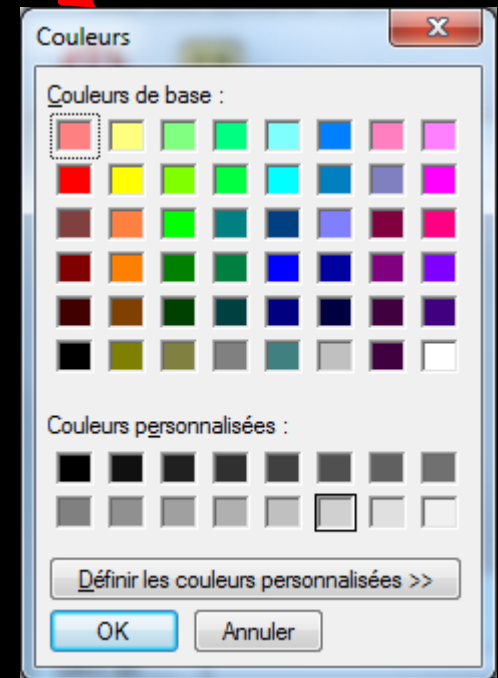 Couleurs
Couleurs de base :
Couleurs personnalisées :
Définir les couleurs personnalisées >>
OK
Annuler